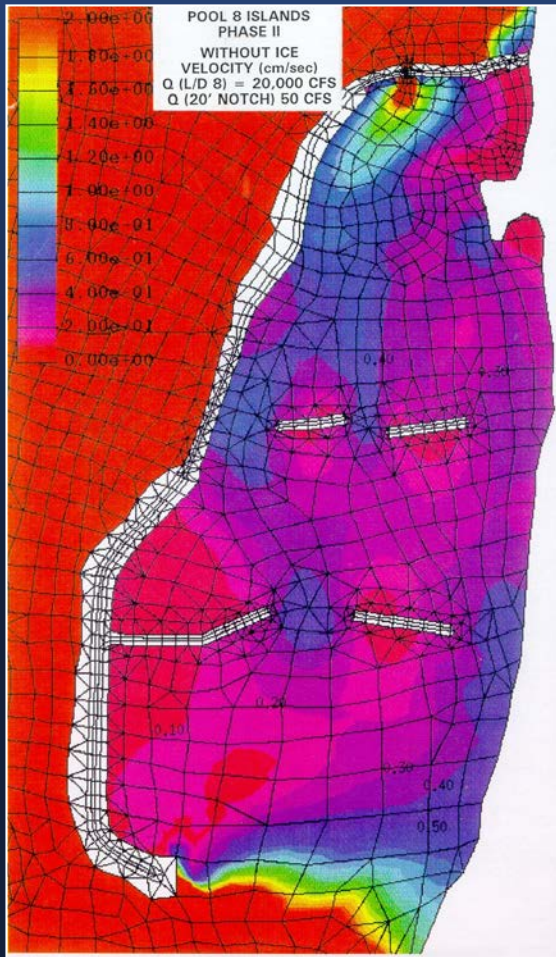 POOL 8 ISLANDS
PHASE II
WITHOUT ICE
VELOCITY (cm/sec)
Q (L/D 8) = 20,000 CFS
Q (20' NOTCH) 50 CFS
2.00e+00
1.80e+00
1.60e+00
1.40e+00
1.20e+00
1.00e+00
8.00e-01
6.00e-01
4.00e-01
2.00e-01
0.00e+00
0.40
0.20
0.10
0.30
0.40
0.50